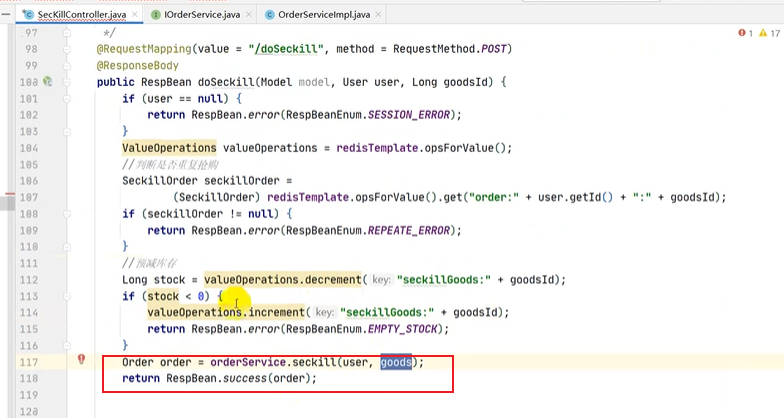 SecKillController.java × IOrderService.java × OrderServiceImpl.java ×
97 */
98 @RequestMapping(value = "/doSeckill", method = RequestMethod.POST)
99 @ResponseBody
100 public RespBean doSeckill(Model model, User user, Long goodsId) {
101 if (user == null) {
102 return RespBean.error(RespBeanEnum.SESSION_ERROR);
103 }
104 ValueOperations valueOperations = redisTemplate.opsForValue();
105 //判断是否重复抢购
106 SeckillOrder seckillOrder =
107 (SeckillOrder) redisTemplate.opsForValue().get("order:" + user.getId() + ":" + goodsId);
108 if (seckillOrder != null) {
109 return RespBean.error(RespBeanEnum.REPEATE_ERROR);
110 }
111 //预减库存
112 Long stock = valueOperations.decrement( key: "seckillGoods:" + goodsId);
113 if (stock < 0) {
114 valueOperations.increment( key: "seckillGoods:" + goodsId);
115 return RespBean.error(RespBeanEnum.EMPTY_STOCK);
116 }
117 Order order = orderService.seckill(user, goods);
118 return RespBean.success(order);
119
120
1 17